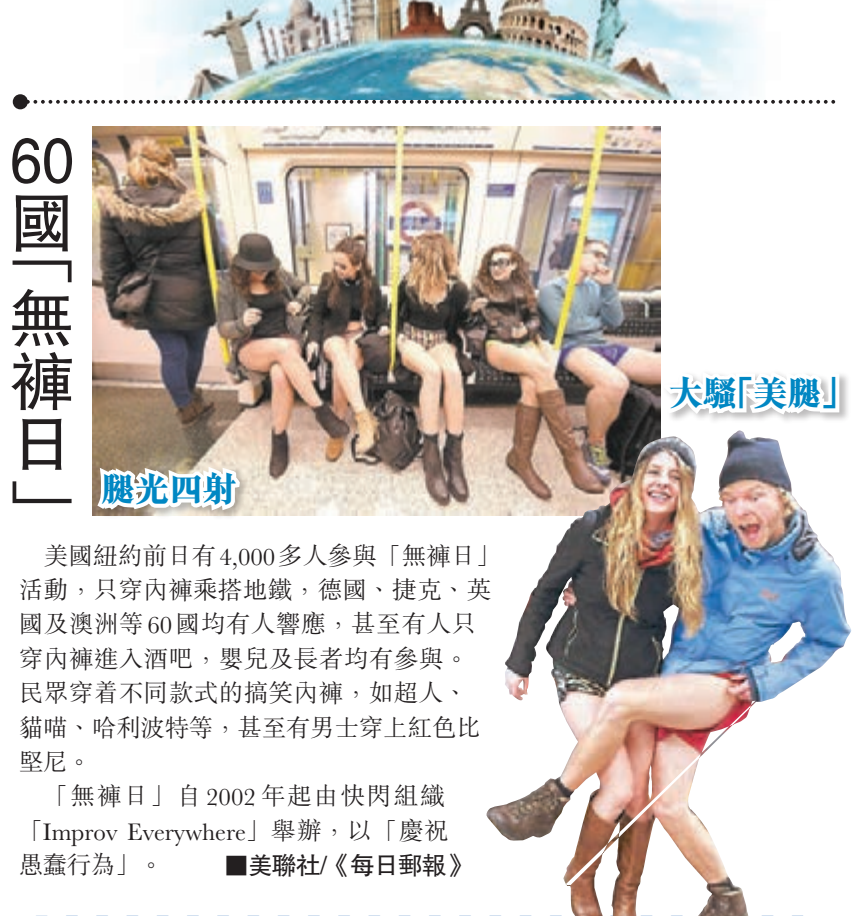 60國「無褲日」
腿光四射
大騷「美腿」
美國紐約前日有4,000多人參與「無褲日」
活動，只穿內褲乘搭地鐵，德國、捷克、英
國及澳洲等60國均有人響應，甚至有人只
穿內褲進入酒吧，嬰兒及長者均有參與。
民眾穿着不同款式的搞笑內褲，如超人、
貓喵、哈利波特等，甚至有男士穿上紅色比
堅尼。
「無褲日」自2002年起由快閃組織
「Improv Everywhere」舉辦，以「慶祝
愚蠢行為」。 ■美聯社/《每日郵報》